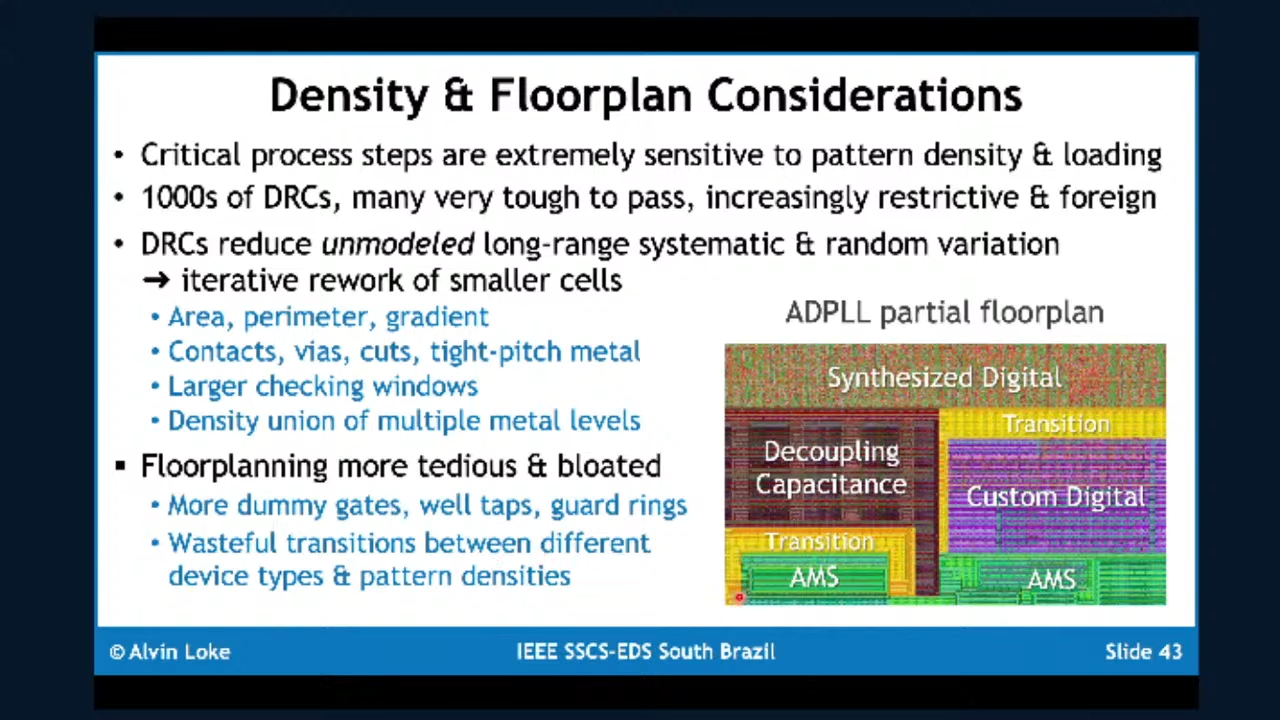 Density & Floorplan Considerations
• Critical process steps are extremely sensitive to pattern density & loading
• 1000s of DRCs, many very tough to pass, increasingly restrictive & foreign
• DRCs reduce unmodeled long-range systematic & random variation
➔ iterative rework of smaller cells
• Area, perimeter, gradient
• Contacts, vias, cuts, tight-pitch metal
• Larger checking windows
• Density union of multiple metal levels
▪ Floorplanning more tedious & bloated
• More dummy gates, well taps, guard rings
• Wasteful transitions between different
device types & pattern densities
ADPLL partial floorplan
Synthesized Digital
Transition
Decoupling
Capacitance
Custom Digital
Transition
AMS
AMS
© Alvin Loke
IEEE SSCS-EDS South Brazil
Slide 43